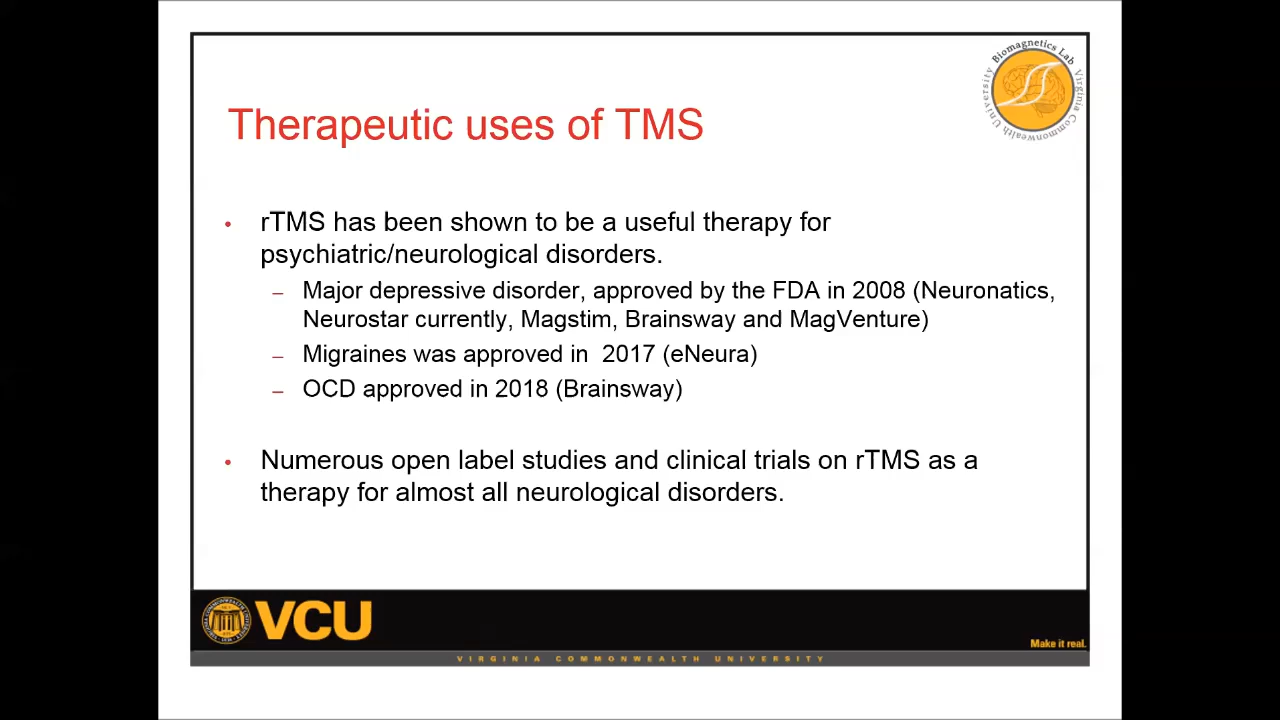 Biomagnetics Lab Virginia Commonwealth University
Therapeutic uses of TMS
• rTMS has been shown to be a useful therapy for
psychiatric/neurological disorders.
– Major depressive disorder, approved by the FDA in 2008 (Neuronatics,
Neurostar currently, Magstim, Brainsway and MagVenture)
– Migraines was approved in  2017 (eNeura)
– OCD approved in 2018 (Brainsway)
• Numerous open label studies and clinical trials on rTMS as a
therapy for almost all neurological disorders.
VCU
Make it real.
VIRGINIA COMMONWEALTH UNIVERSITY